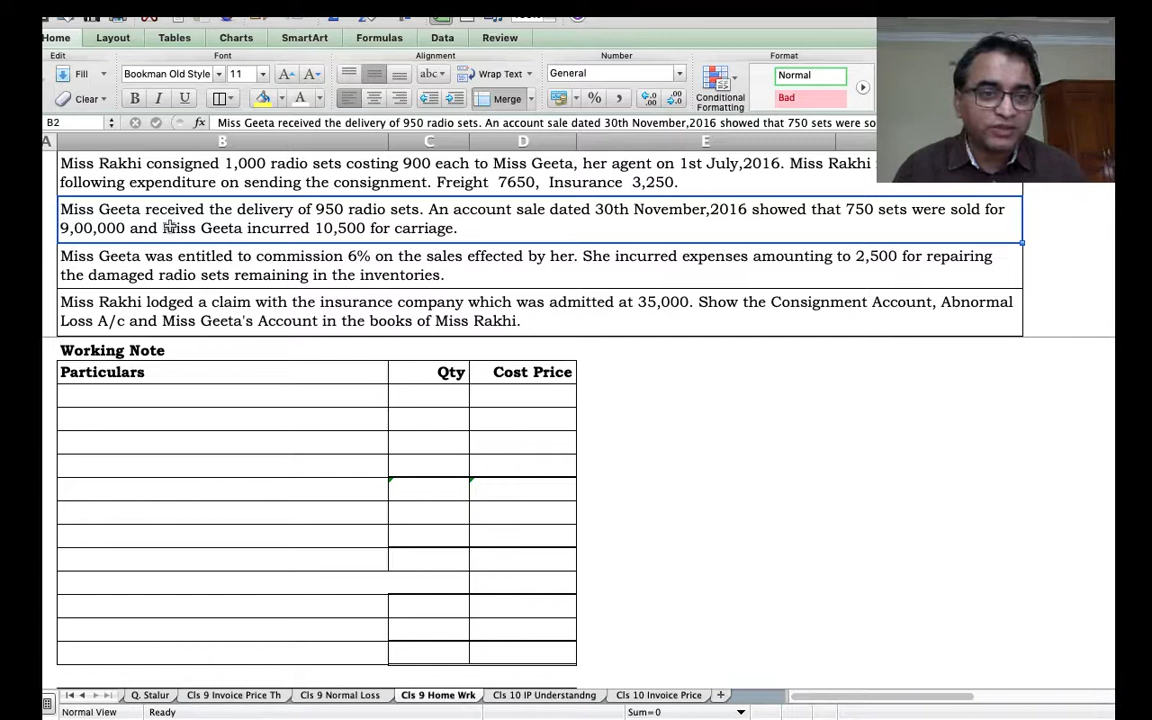 Home Layout Tables Charts SmartArt Formulas Data Review
Edit Font Alignment Number Format
Fill Bookman Old Style 11 A A abc Wrap Text General Normal
Clear B I U A Merge % Conditional Formatting Bad
B2 fx Miss Geeta received the delivery of 950 radio sets. An account sale dated 30th November,2016 showed that 750 sets were so
A B C D E
Miss Rakhi consigned 1,000 radio sets costing 900 each to Miss Geeta, her agent on 1st July,2016. Miss Rakhi
following expenditure on sending the consignment. Freight 7650, Insurance 3,250.
Miss Geeta received the delivery of 950 radio sets. An account sale dated 30th November,2016 showed that 750 sets were sold for
9,00,000 and Miss Geeta incurred 10,500 for carriage.
Miss Geeta was entitled to commission 6% on the sales effected by her. She incurred expenses amounting to 2,500 for repairing
the damaged radio sets remaining in the inventories.
Miss Rakhi lodged a claim with the insurance company which was admitted at 35,000. Show the Consignment Account, Abnormal
Loss A/c and Miss Geeta's Account in the books of Miss Rakhi.
Working Note
Particulars Qty Cost Price
Q. Stalur Cls 9 Invoice Price Th Cls 9 Normal Loss Cls 9 Home Wrk Cls 10 IP Understandng Cls 10 Invoice Price
Normal View Ready Sum=0